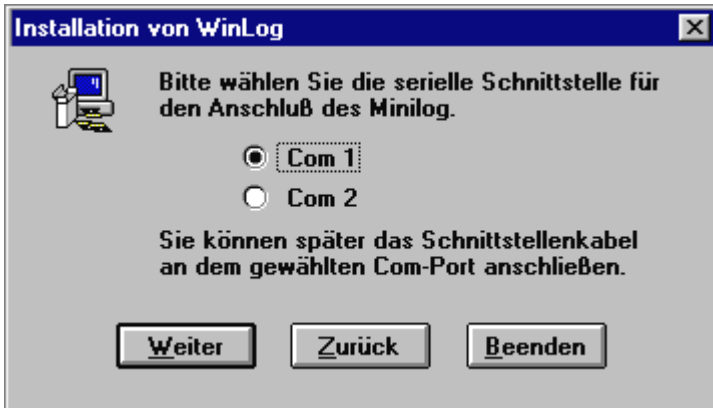 Installation von WinLog
Bitte wählen Sie die serielle Schnittstelle für
den Anschluß des Minilog.
Com 1
Com 2
Sie können später das Schnittstellenkabel
an dem gewählten Com-Port anschließen.
Weiter Zurück Beenden